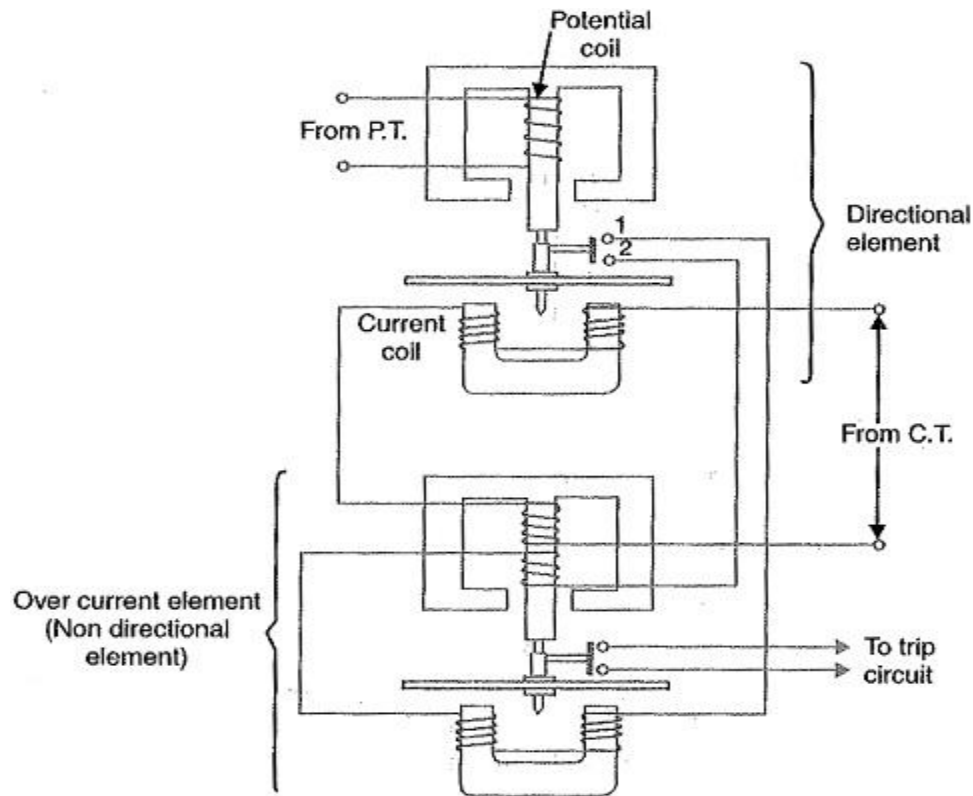 Potential
coil
From P.T.
1
2
Directional
element
Current
coil
From C.T.
Over current element
(Non directional
element)
To trip
circuit